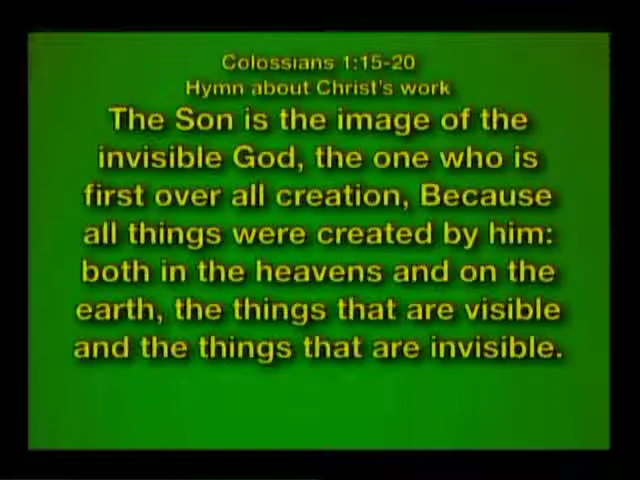 Colossians 1:15-20
Hymn about Christ's work
The Son is the image of the
invisible God, the one who is
first over all creation, Because
all things were created by him:
both in the heavens and on the
earth, the things that are visible
and the things that are invisible.